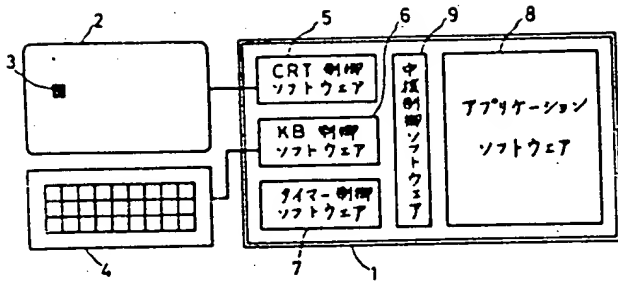 2
3
5
6
9
8
CRT 制御
ソフトウェア
KB 制御
ソフトウェア
タイマー制御
ソフトウェア
中核制御ソフトウェア
アプリケーション
ソフトウェア
4
7
1